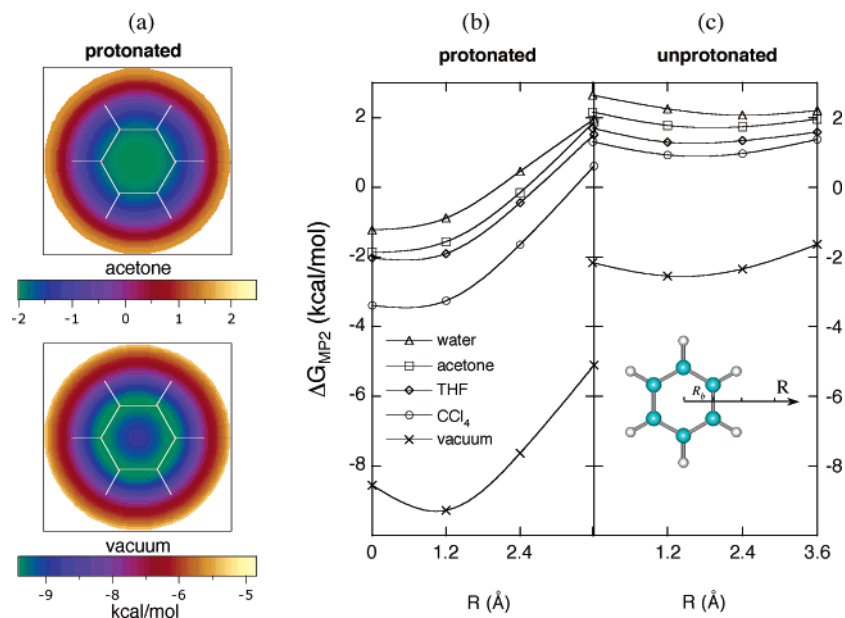 (a)
protonated
acetone
-2 -1 0 1 2
vacuum
-9 -8 -7 -6 -5
kcal/mol
(b) (c)
protonated unprotonated
ΔG_MP2 (kcal/mol)
2
0
-2
-4
-6
-8
water
acetone
THF
CCl4
vacuum
0 1.2 2.4
R (Å)
R_b
R
2
0
-2
-4
-6
-8
1.2 2.4 3.6
R (Å)